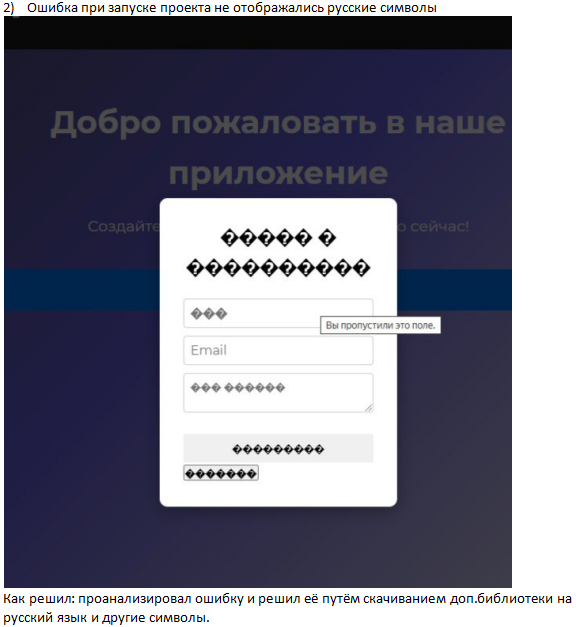 2) Ошибка при запуске проекта не отображались русские символы
Добро пожаловать в наше
приложение
Создайте о сейчас!
����� �
����������
���
Вы пропустили это поле.
Email
��� ������
���������
�������
Как решил: проанализировал ошибку и решил её путём скачиванием доп.библиотеки на
русский язык и другие символы.